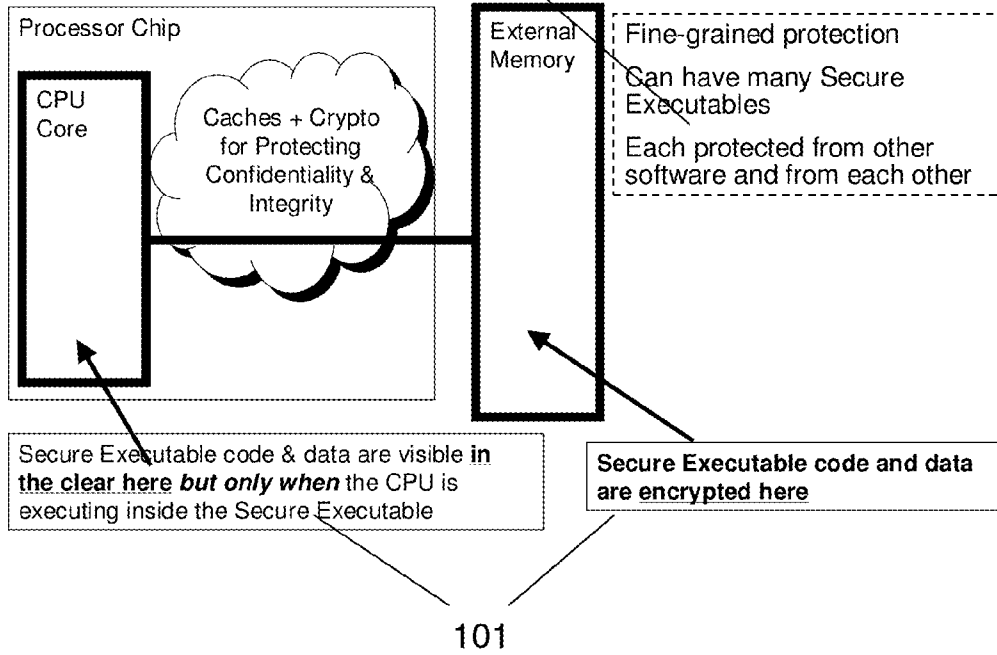 Processor Chip
CPU
Core
Caches + Crypto
for Protecting
Confidentiality &
Integrity
External
Memory
Fine-grained protection
Can have many Secure
Executables
Each protected from other
software and from each other
Secure Executable code & data are visible in
the clear here but only when the CPU is
executing inside the Secure Executable
Secure Executable code and data
are encrypted here
101